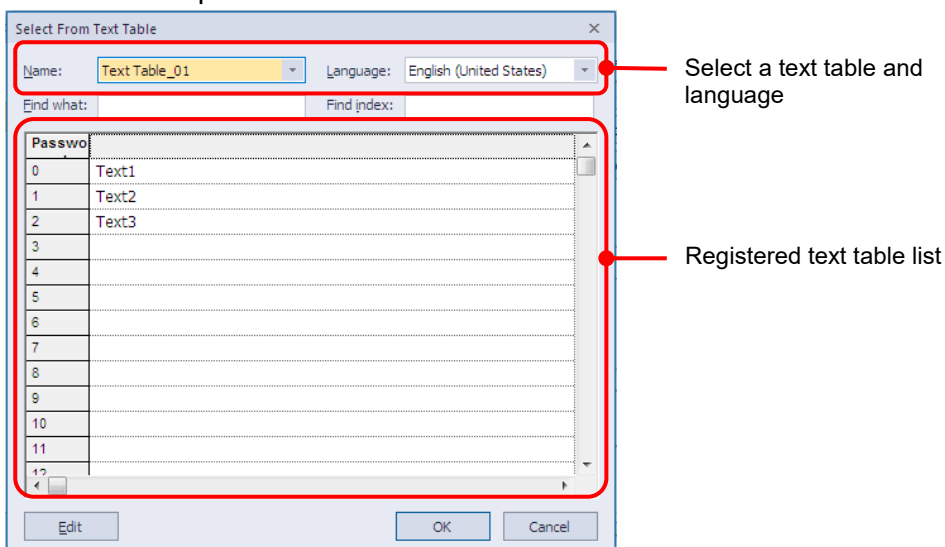 Select From Text Table
Name: Text Table_01 Language: English (United States)
Select a text table and
language
Find what: Find index:
Passwo
0 Text1
1 Text2
2 Text3
3
Registered text table list
4
5
6
7
8
9
10
11
12
Edit OK Cancel